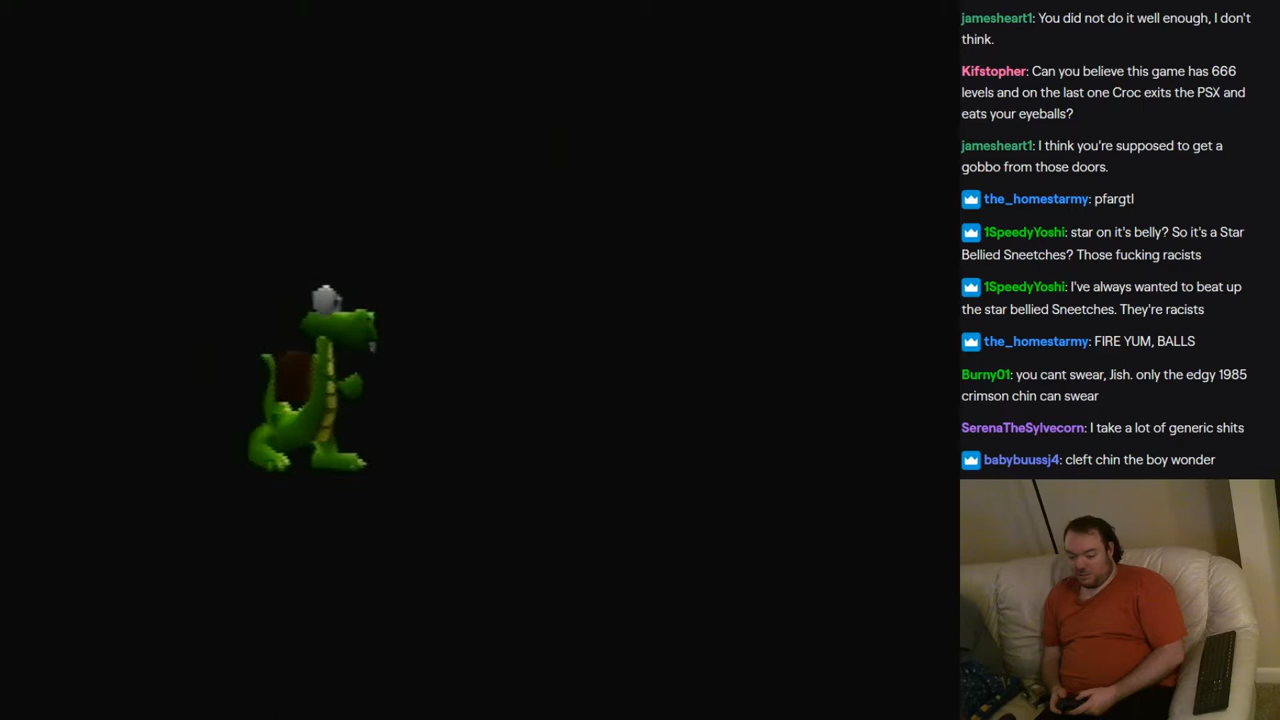 jamesheart1: You did not do it well enough, I don't
think.
Kifstopher: Can you believe this game has 666
levels and on the last one Croc exits the PSX and
eats your eyeballs?
jamesheart1: I think you're supposed to get a
gobbo from those doors.
the_homestarmy: pfargtl
1SpeedyYoshi: star on it's belly? So it's a Star
Bellied Sneetches? Those fucking racists
1SpeedyYoshi: I've always wanted to beat up
the star bellied Sneetches. They're racists
the_homestarmy: FIRE YUM, BALLS
Burny01: you cant swear, Jish. only the edgy 1985
crimson chin can swear
SerenaTheSylvecorn: I take a lot of generic shits
babybuussj4: cleft chin the boy wonder